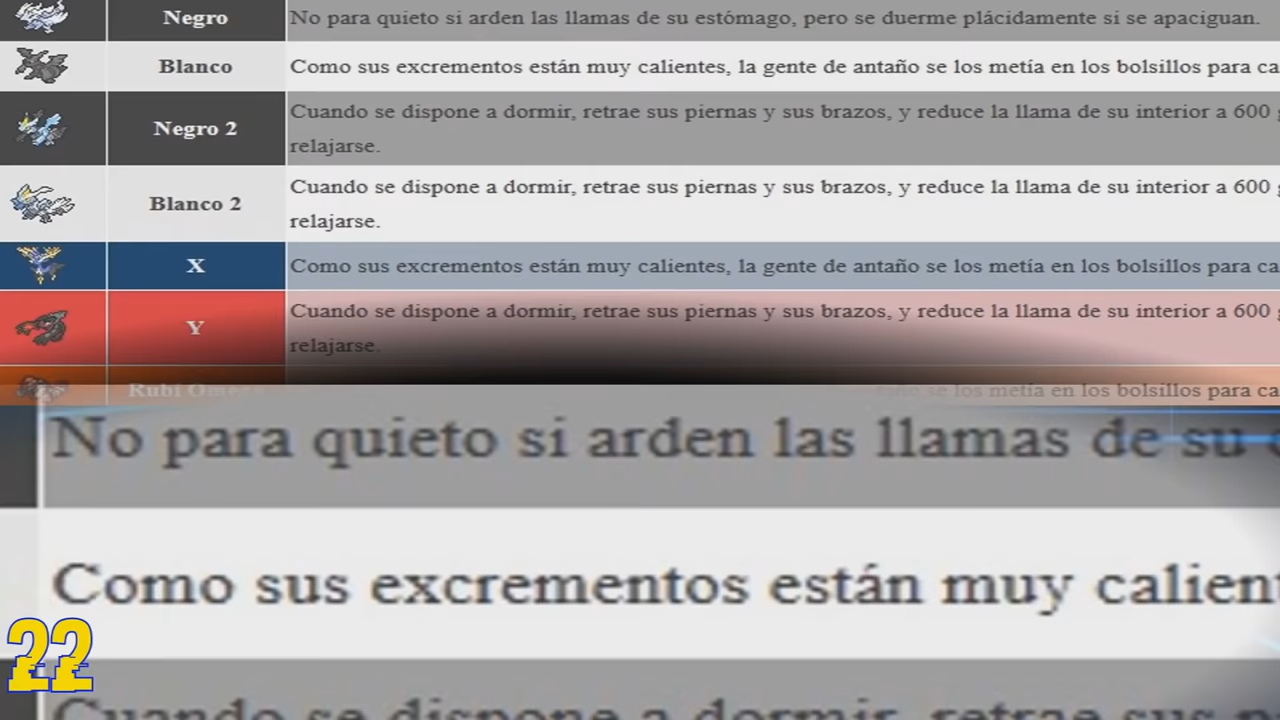 Negro No para quieto si arden las llamas de su estómago, pero se duerme plácidamente si se apaciguan.
Blanco Como sus excrementos están muy calientes, la gente de antaño se los metía en los bolsillos para ca
Negro 2 Cuando se dispone a dormir, retrae sus piernas y sus brazos, y reduce la llama de su interior a 600
relajarse.
Blanco 2 Cuando se dispone a dormir, retrae sus piernas y sus brazos, y reduce la llama de su interior a 600
relajarse.
X Como sus excrementos están muy calientes, la gente de antaño se los metía en los bolsillos para ca
Y Cuando se dispone a dormir, retrae sus piernas y sus brazos, y reduce la llama de su interior a 600
relajarse.
Rubí se los metía en los bolsillos para ca
No para quieto si arden las llamas de su
Como sus excrementos están muy calient
22
Cuando se dispone a dormir, retrae sus